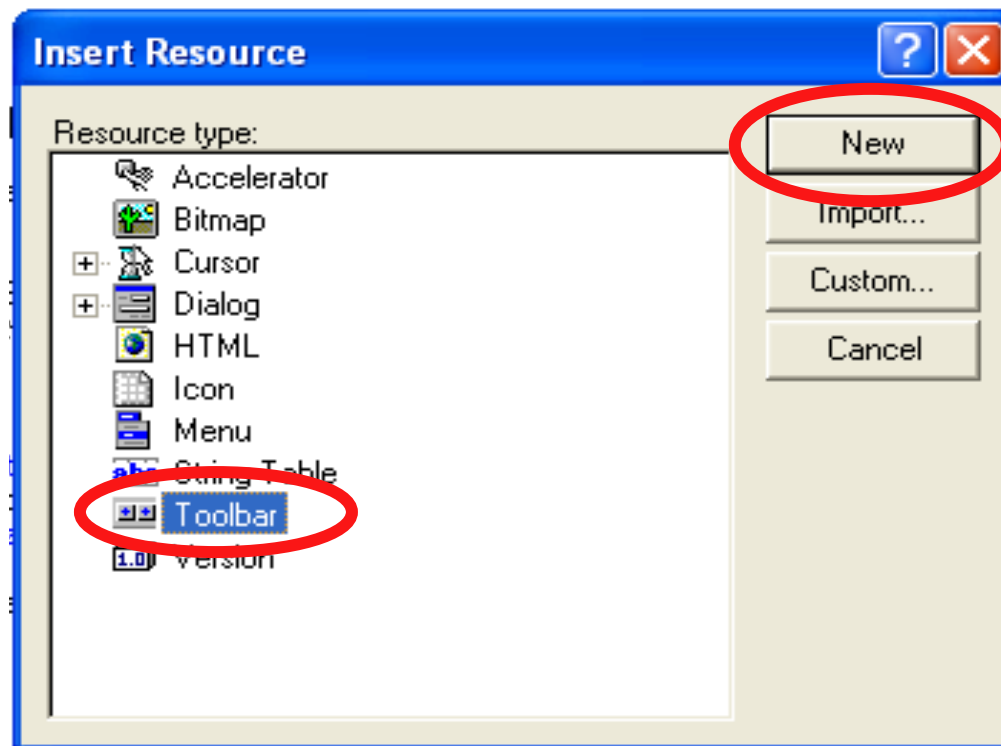 Insert Resource
Resource type:
Accelerator
Bitmap
Cursor
Dialog
HTML
Icon
Menu
String Table
Toolbar
Version
New
Import...
Custom...
Cancel